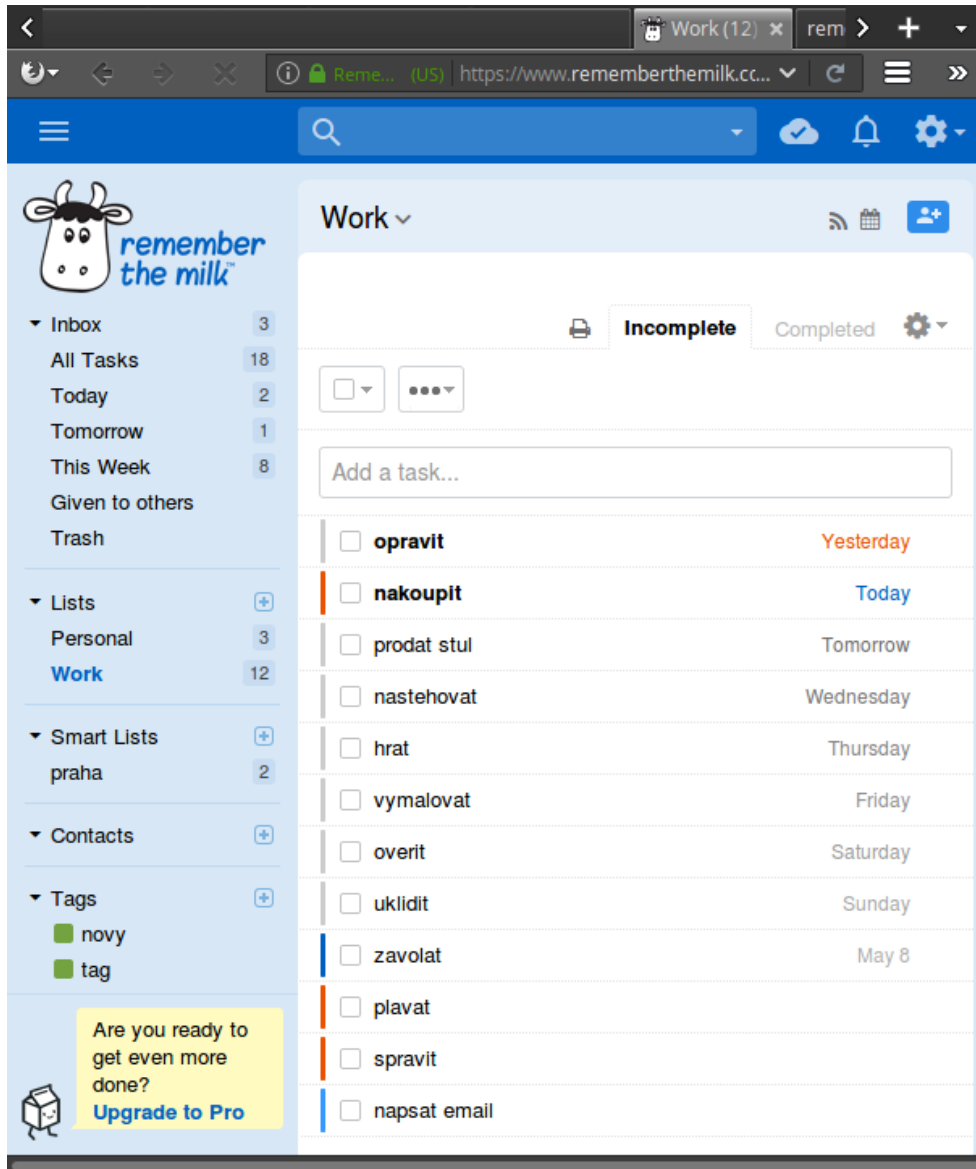 Work (12)
rem
Reme... (US) https://www.rememberthemilk.cc...
remember
the milk™
Work
Inbox 3
All Tasks 18
Today 2
Tomorrow 1
This Week 8
Given to others
Trash
Lists
Personal 3
Work 12
Smart Lists
praha 2
Contacts
Tags
novy
tag
Are you ready to
get even more
done?
Upgrade to Pro
Incomplete Completed
Add a task...
opravit Yesterday
nakoupit Today
prodat stul Tomorrow
nastehovat Wednesday
hrat Thursday
vymalovat Friday
overit Saturday
uklidit Sunday
zavolat May 8
plavat
spravit
napsat email